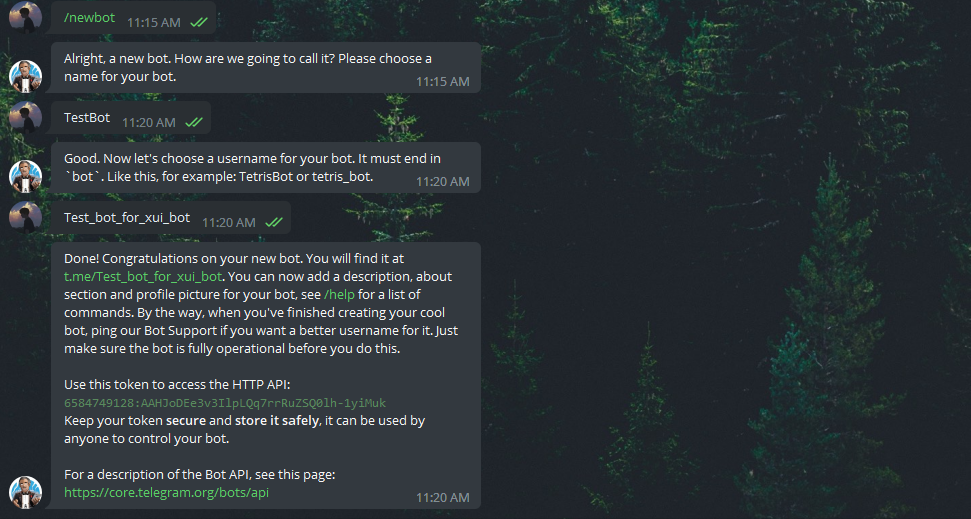 /newbot 11:15 AM
Alright, a new bot. How are we going to call it? Please choose a
name for your bot. 11:15 AM
TestBot 11:20 AM
Good. Now let's choose a username for your bot. It must end in
`bot`. Like this, for example: TetrisBot or tetris_bot. 11:20 AM
Test_bot_for_xui_bot 11:20 AM
Done! Congratulations on your new bot. You will find it at
t.me/Test_bot_for_xui_bot. You can now add a description, about
section and profile picture for your bot, see /help for a list of
commands. By the way, when you've finished creating your cool
bot, ping our Bot Support if you want a better username for it. Just
make sure the bot is fully operational before you do this.
Use this token to access the HTTP API:
6584749128:AAHJoDEe3v3IlpLQq7rrRuZSQ0lh-1yiMuk
Keep your token secure and store it safely, it can be used by
anyone to control your bot.
For a description of the Bot API, see this page:
https://core.telegram.org/bots/api 11:20 AM